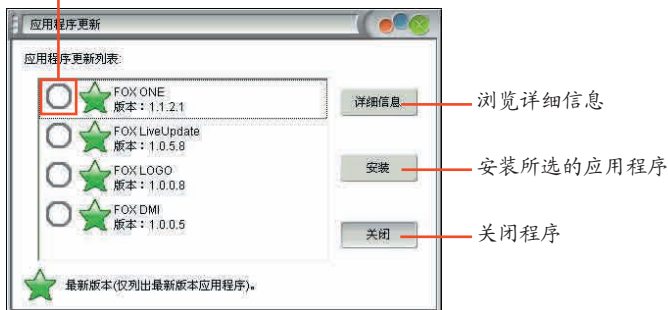 应用程序更新
应用程序更新列表:
FOX ONE
版本：1.1.2.1
FOX LiveUpdate
版本：1.0.5.8
FOX LOGO
版本：1.0.0.8
FOX DMI
版本：1.0.0.5
详细信息
浏览详细信息
安装
安装所选的应用程序
关闭
关闭程序
最新版本(仅列出最新版本应用程序)。